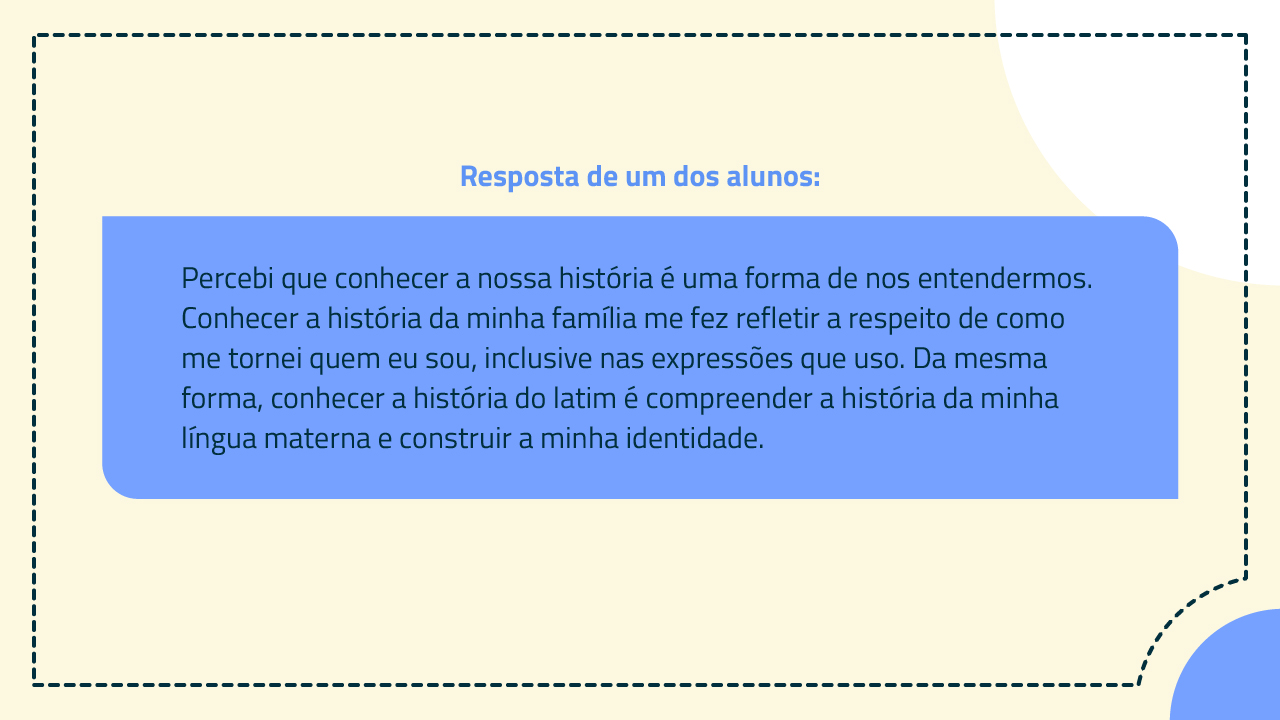 Resposta de um dos alunos:
Percebi que conhecer a nossa história é uma forma de nos entendermos.
Conhecer a história da minha família me fez refletir a respeito de como
me tornei quem eu sou, inclusive nas expressões que uso. Da mesma
forma, conhecer a história do latim é compreender a história da minha
língua materna e construir a minha identidade.